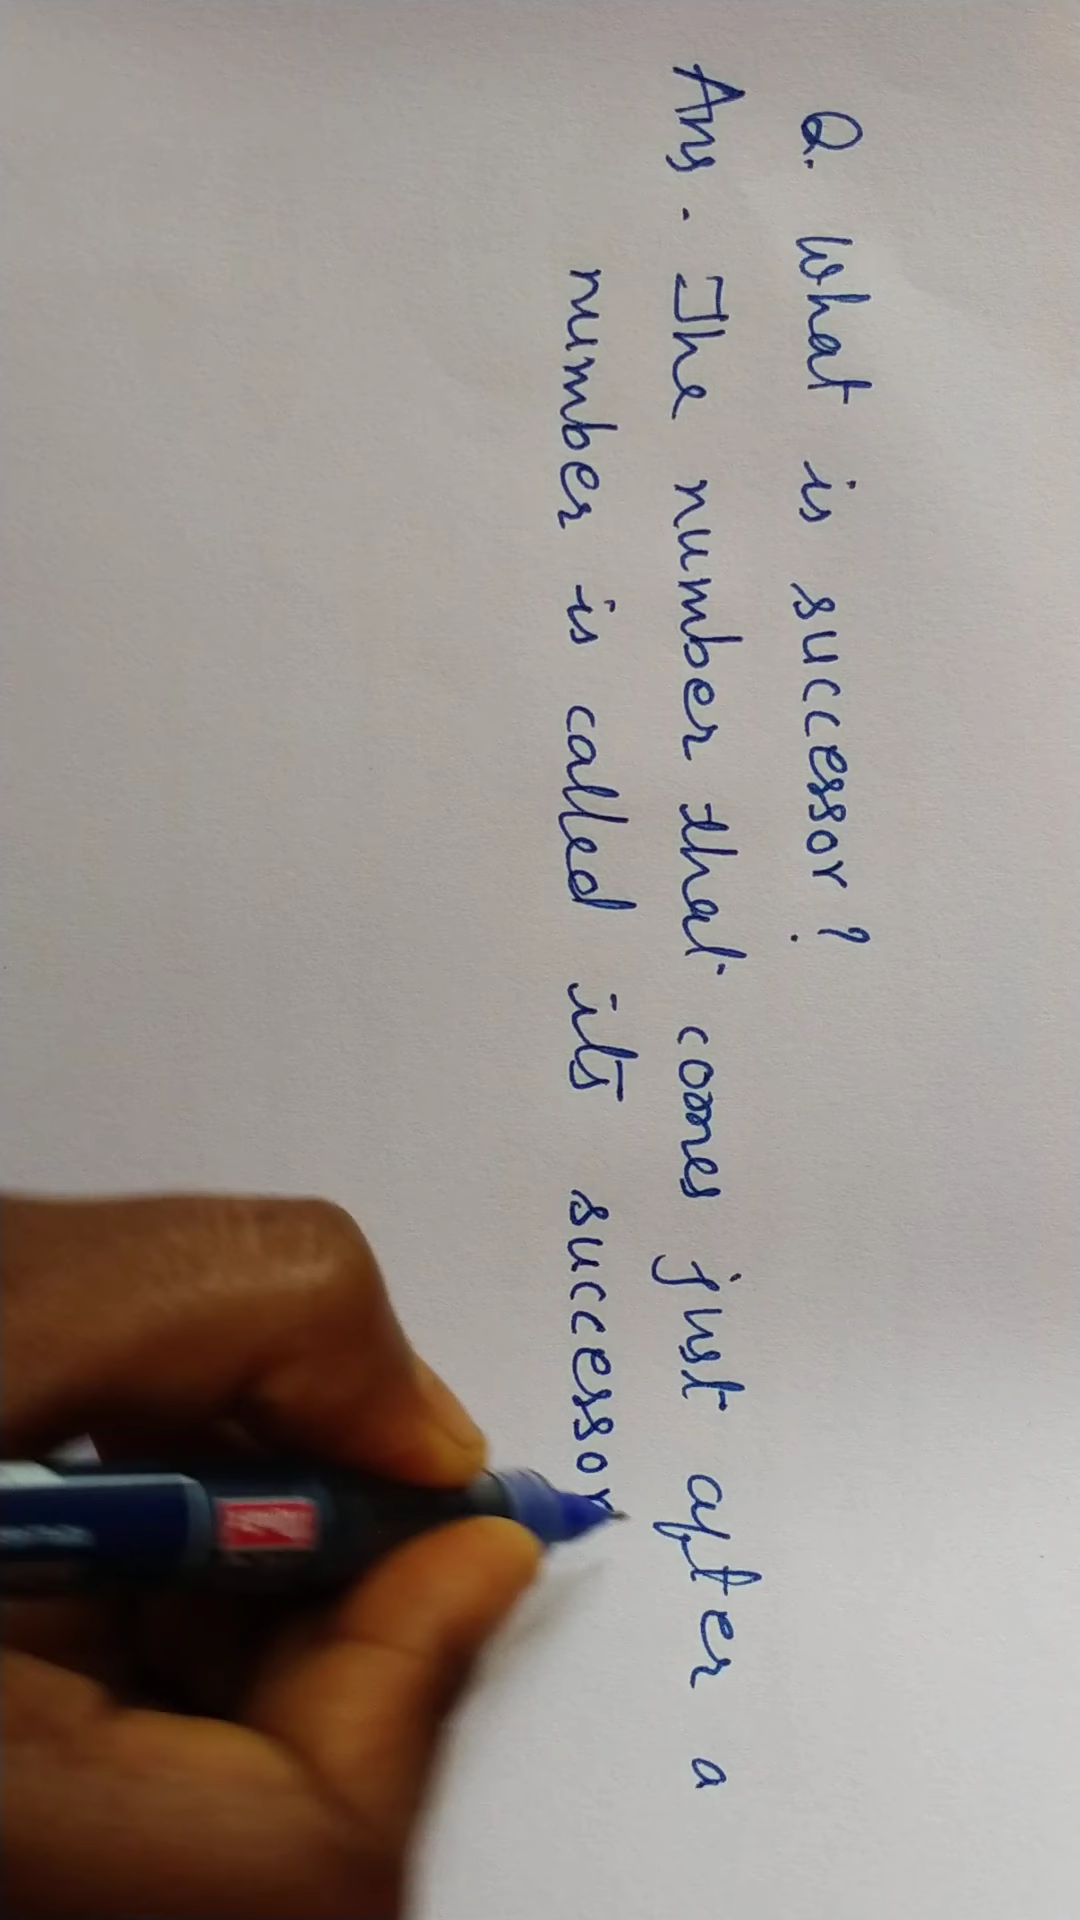 Q. What is successor?
Ans. The number that comes just after a
number is called its successor